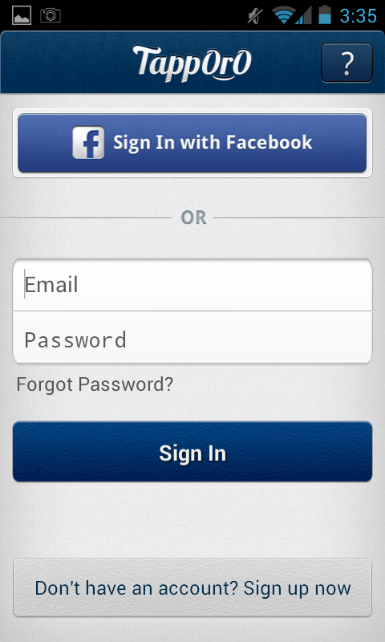 3:35
TappOrO
?
Sign In with Facebook
OR
Email
Password
Forgot Password?
Sign In
Don't have an account? Sign up now